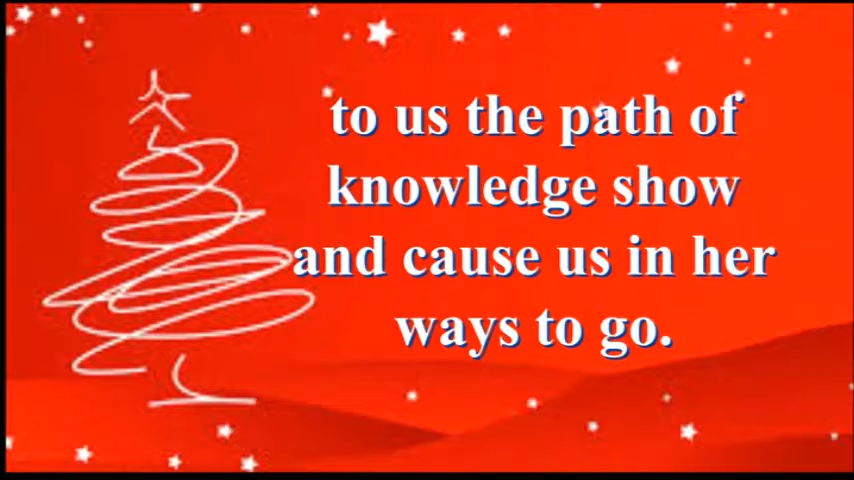 to us the path of
knowledge show
and cause us in her
ways to go.